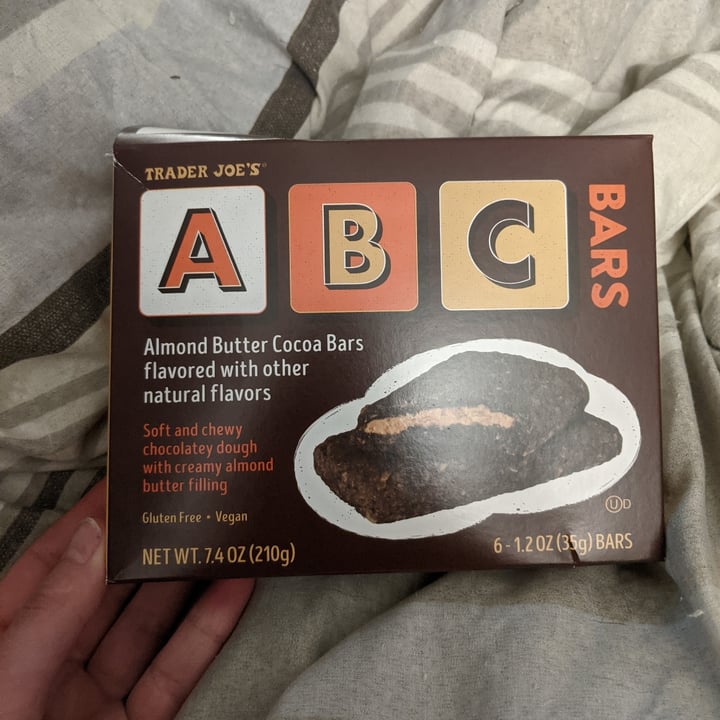 TRADER JOE'S®
A B C BARS
Almond Butter Cocoa Bars
flavored with other
natural flavors
Soft and chewy
chocolatey dough
with creamy almond
butter filling
Gluten Free • Vegan
NET WT. 7.4 OZ (210g)
6 - 1.2 OZ (35g) BARS
U D